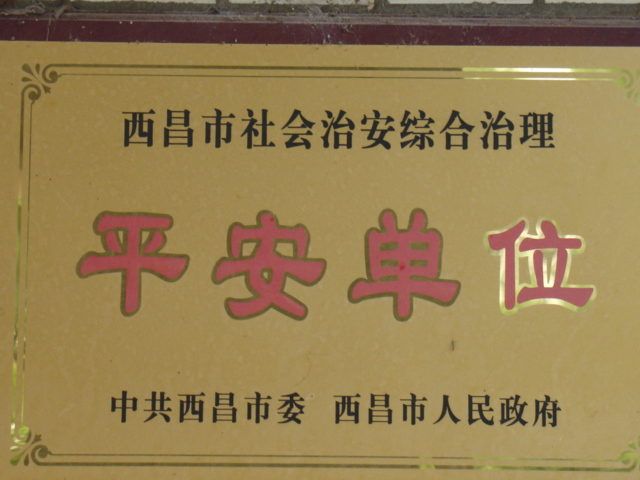 西昌市社会治安综合治理
平安单位
中共西昌市委 西昌市人民政府